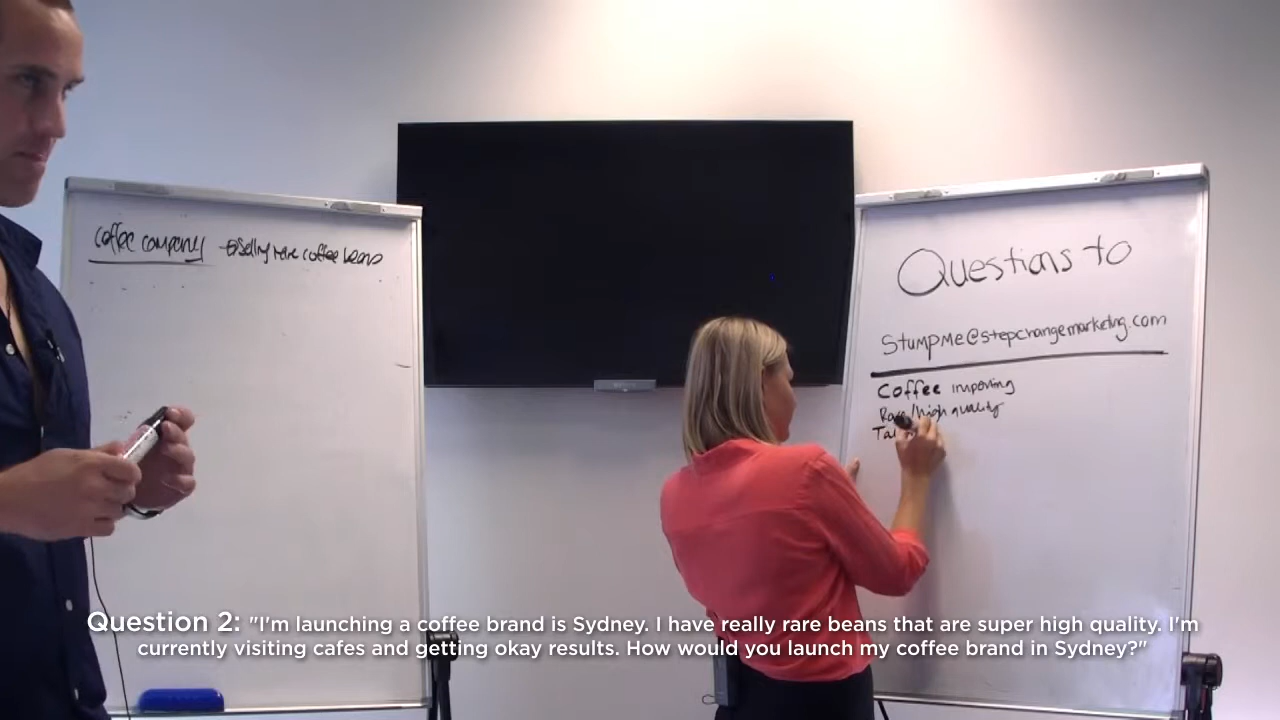 coffee company → selling rare coffee beans
Questions to
StumpMe@stepchangemarketing.com
Coffee importing
Rare/high quality
Question 2: "I'm launching a coffee brand is Sydney. I have really rare beans that are super high quality. I'm
currently visiting cafes and getting okay results. How would you launch my coffee brand in Sydney?"